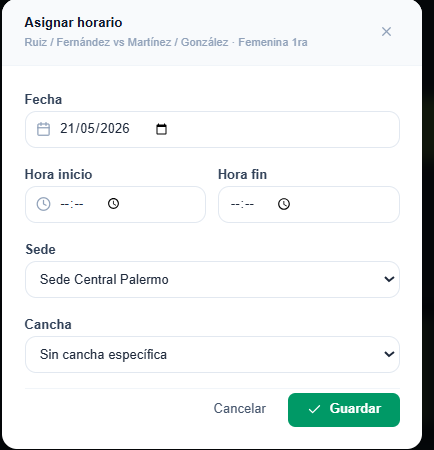 Asignar horario
Ruiz / Fernández vs Martínez / González · Femenina 1ra
Fecha
21/05/2026
Hora inicio
Hora fin
--:--
--:--
Sede
Sede Central Palermo
Cancha
Sin cancha específica
Cancelar
Guardar